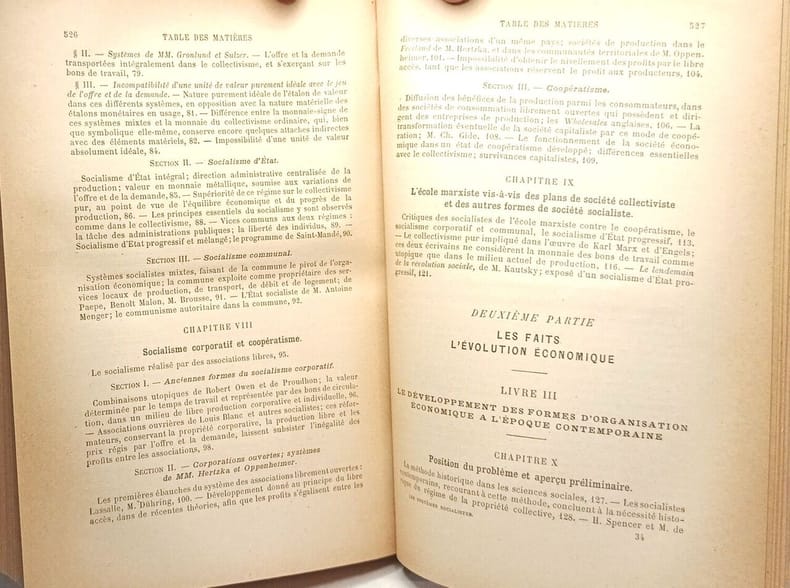 526
TABLE DES MATIÈRES
§ II. — Systèmes de MM. Gronlund et Sulzer. — L'offre et la demande
transportées intégralement dans le collectivisme, et s'exerçant sur les
bons de travail, 79.
§ III. — Incompatibilité d'une unité de valeur purement idéale avec le jeu
de l'offre et de la demande. — Nature purement idéale de l'étalon de valeur
dans ces différents systèmes, en opposition avec la nature matérielle des
étalons monétaires en usage, 81. — Différence entre la monnaie-signe de
ces systèmes mixtes et la monnaie du collectivisme ordinaire, qui, bien
que symbolique elle-même, conserve encore quelques attaches indirectes
avec des éléments matériels, 82. — Impossibilité d'une unité de valeur
absolument idéale, 84.
SECTION II. — Socialisme d'État.
Socialisme d'État intégral; direction administrative centralisée de la
production; valeur en monnaie métallique, soumise aux variations de
l'offre et de la demande, 85. — Supériorité de ce régime sur le collectivisme
pur, au point de vue de l'équilibre économique et du progrès de la
production, 86. — Les principes essentiels du socialisme y sont observés
comme dans le collectivisme, 88. — Vices communs aux deux régimes :
la tâche des administrations publiques; la liberté des individus, 89. —
Socialisme d'État progressif et mélangé; le programme de Saint-Mandé, 90.
SECTION III. — Socialisme communal.
Systèmes socialistes mixtes, faisant de la commune le pivot de l'orga-
nisation économique; la commune exploite comme propriétaire des ser-
vices locaux de production, de transport, de débit et de logement; de
Paepe, Benoît Malon, M. Brousse, 91. — L'État socialiste de M. Antoine
Menger; le communisme autoritaire dans la commune, 92.
CHAPITRE VIII
Socialisme corporatif et coopératisme.
Le socialisme réalisé par des associations libres, 95.
SECTION I. — Anciennes formes du socialisme corporatif.
Combinaisons utopiques de Robert Owen et de Proudhon; la valeur
déterminée par le temps de travail et représentée par des bons de circula-
tion, dans un milieu de libre production corporative et individuelle, 96.
— Associations ouvrières de Louis Blanc et autres socialistes; ces réfor-
mateurs, conservant la propriété corporative, la production libre et les
prix régis par l'offre et la demande, laissent subsister l'inégalité des
profits entre les associations, 98.
SECTION II. — Corporations ouvertes; systèmes
de MM. Hertzka et Oppenheimer.
Les premières ébauches du système des associations librement ouvertes :
Lassalle, M. Dühring, 100. — Développement donné au principe du libre
accès, dans de récentes théories, afin que les profits s'égalisent entre les
TABLE DES MATIÈRES
527
diverses associations d'un même pays; sociétés de production dans le
Freiland de M. Hertzka, et dans les communautés territoriales de M. Oppen-
heimer, 101. — Impossibilité d'obtenir le nivellement des profits par le libre
accès, tant que les associations réservent le profit aux producteurs, 104.
SECTION III. — Coopératisme.
Diffusion des bénéfices de la production parmi les consommateurs, dans
des sociétés de consommation librement ouvertes qui possèdent et diri-
gent des entreprises de production; les Wholesales anglaises, 106. — La
transformation éventuelle de la société capitaliste par ce mode de coopé-
ration; M. Ch. Gide, 108. — Le fonctionnement de la société écono-
mique dans un état de coopératisme développé; différences essentielles
avec le collectivisme; survivances capitalistes, 109.
CHAPITRE IX
L'école marxiste vis-à-vis des plans de société collectiviste
et des autres formes de société socialiste.
Critiques des socialistes de l'école marxiste contre le coopératisme, le
socialisme corporatif et communal, le socialisme d'État progressif, 113.
— Le collectivisme pur impliqué dans l'œuvre de Karl Marx et d'Engels;
ces deux écrivains ne considèrent la monnaie des bons de travail comme
utopique que dans le milieu actuel de production, 116. — Le lendemain
de la révolution sociale, de M. Kautsky; exposé d'un socialisme d'État pro-
gressif, 121.
DEUXIÈME PARTIE
LES FAITS
L'ÉVOLUTION ÉCONOMIQUE
LIVRE III
LE DÉVELOPPEMENT DES FORMES D'ORGANISATION
ÉCONOMIQUE A L'ÉPOQUE CONTEMPORAINE
CHAPITRE X
Position du problème et aperçu préliminaire.
La méthode historique dans les sciences sociales, 127. — Les socialistes
contemporains, recourant à cette méthode, concluent à la nécessité histo-
rique du régime de la propriété collective, 128. — H. Spencer et M. de
LES SYSTÈMES SOCIALISTES.
34